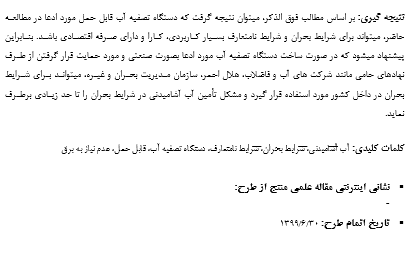 نتیجه گیری: بر اساس مطالب فوق الذکر، میتوان نتیجه گرفت که دستگاه تصفیه آب قابل حمل مورد ادعا در مطالعه
حاضر، میتواند برای شرایط بحران و شرایط نامتعارف بسیار کاربردی، کارا و دارای صرفه اقتصادی باشد. بنابراین
پیشنهاد میشود که در صورت ساخت دستگاه تصفیه آب مورد ادعا بصورت صنعتی و مورد حمایت قرار گرفتن از طرف
نهادهای حامی مانند شرکت های آب و فاضلاب، هلال احمر، سازمان مدیریت بحران و غیره، میتواند برای شرایط
بحران در داخل کشور مورد استفاده قرار گیرد و مشکل تأمین آب آشامیدنی در شرایط بحران را تا حد زیادی برطرف
نماید.
کلمات کلیدی: آب آشامیدنی، شرایط بحران، شرایط نامتعارف، دستگاه تصفیه آب، قابل حمل، عدم نیاز به برق
▪ نشانی اینترنتی مقاله علمی منتج از طرح:
-
▪ تاریخ اتمام طرح: ۱۳۹۹/۶/۳۰